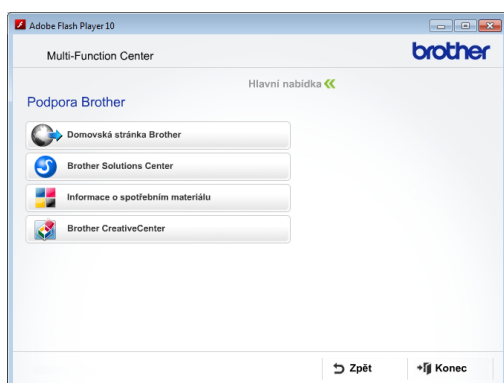 Adobe Flash Player 10
Multi-Function Center
brother
Hlavní nabídka
Podpora Brother
Domovská stránka Brother
Brother Solutions Center
Informace o spotřebním materiálu
Brother CreativeCenter
Zpět
Konec